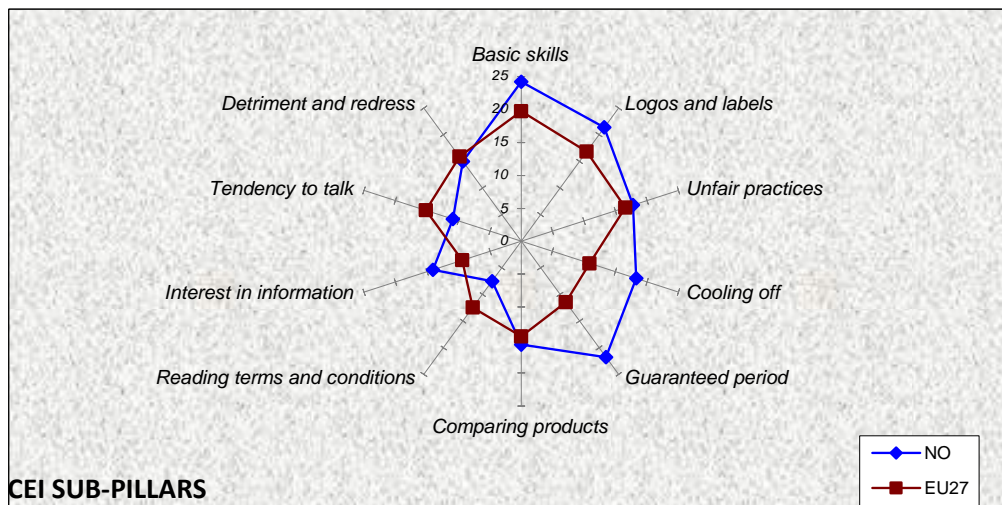 Basic skills
25
Detriment and redress
Logos and labels
20
15
Tendency to talk
10
Unfair practices
5
0
Interest in information
Cooling off
Reading terms and conditions
Guaranteed period
Comparing products
NO
EU27
CEI SUB-PILLARS